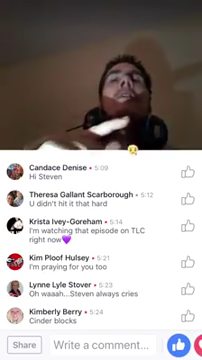 Candace Denise • 5:09
Hi Steven
Theresa Gallant Scarborough • 5:12
U didn't hit it that hard
Krista Ivey-Goreham • 5:14
I'm watching that episode on TLC
right now💜
Kim Ploof Hulsey • 5:21
I'm praying for you too
Lynne Lyle Stover • 5:23
Oh waaah...Steven always cries
Kimberly Berry • 5:24
Cinder blocks
Share
Write a comment...